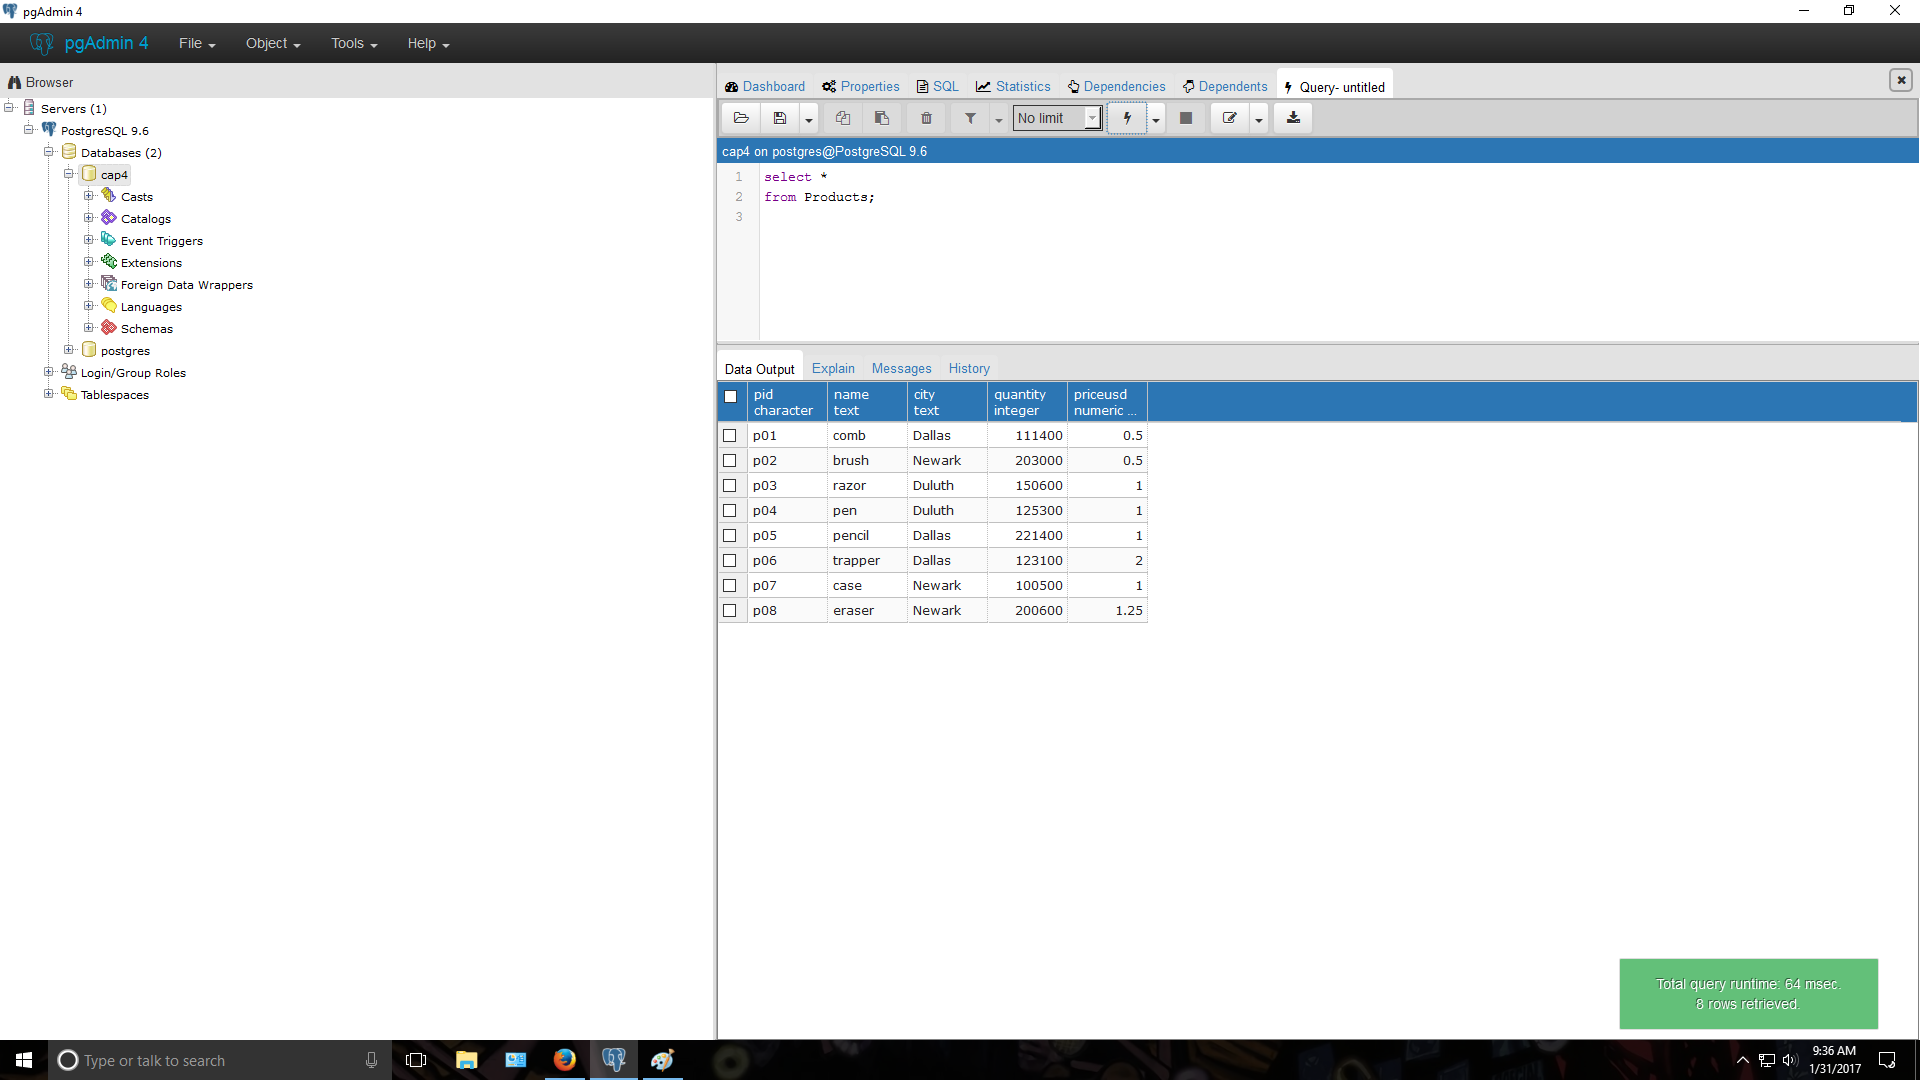 pgAdmin 4
pgAdmin 4 File Object Tools Help
Browser
Servers (1)
PostgreSQL 9.6
Databases (2)
cap4
Casts
Catalogs
Event Triggers
Extensions
Foreign Data Wrappers
Languages
Schemas
postgres
Login/Group Roles
Tablespaces
Dashboard Properties SQL Statistics Dependencies Dependents Query- untitled
No limit
cap4 on postgres@PostgreSQL 9.6
1 select *
2 from Products;
3
Data Output Explain Messages History
pid name city quantity priceusd
character text text integer numeric ...
p01 comb Dallas 111400 0.5
p02 brush Newark 203000 0.5
p03 razor Duluth 150600 1
p04 pen Duluth 125300 1
p05 pencil Dallas 221400 1
p06 trapper Dallas 123100 2
p07 case Newark 100500 1
p08 eraser Newark 200600 1.25
Total query runtime: 64 msec.
8 rows retrieved.
Type or talk to search
9:36 AM
1/31/2017